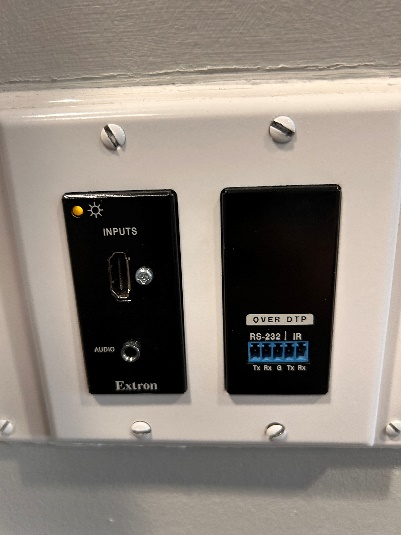 INPUTS
AUDIO
Extron
OVER DTP
RS-232 | IR
Tx Rx G Tx Rx